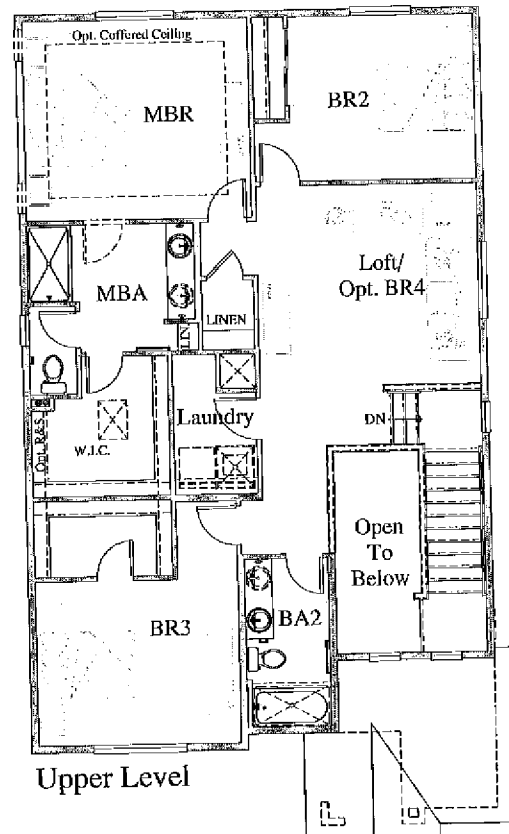 Opt. Coffered Ceiling
MBR
BR2
MBA
Loft/
Opt. BR4
LINEN
LIN
Laundry
DN
Opt. R&S
W.I.C.
Open
To
Below
BR3
BA2
Upper Level